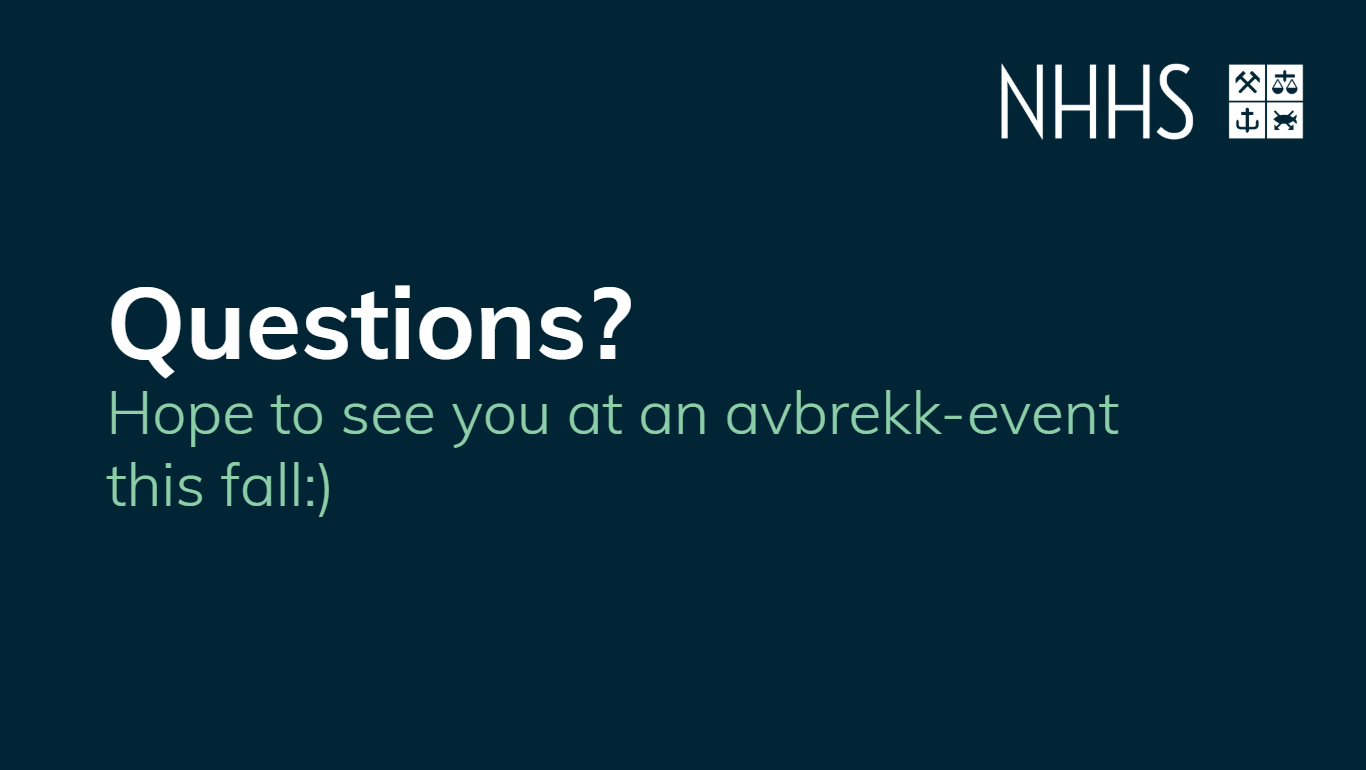 NHHS
Questions?
Hope to see you at an avbrekk-event
this fall:)